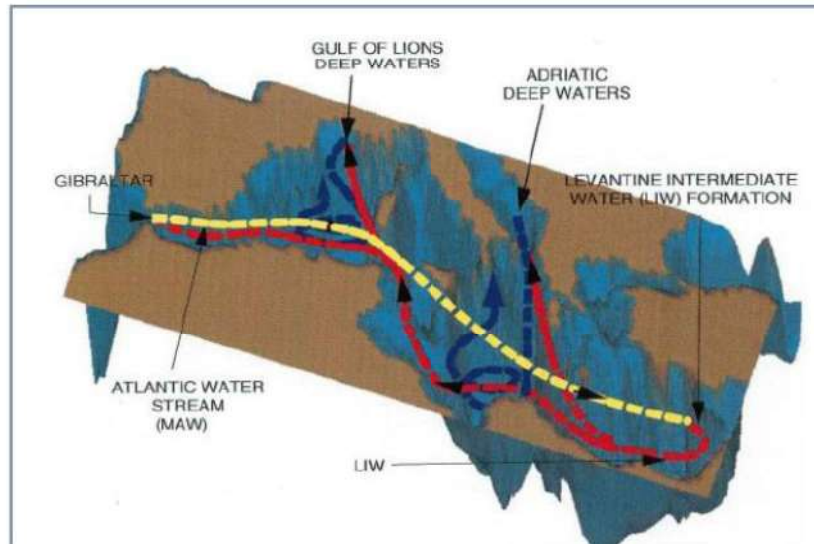 GULF OF LIONS
DEEP WATERS
ADRIATIC
DEEP WATERS
GIBRALTAR
LEVANTINE INTERMEDIATE
WATER (LIW) FORMATION
ATLANTIC WATER
STREAM
(MAW)
LIW